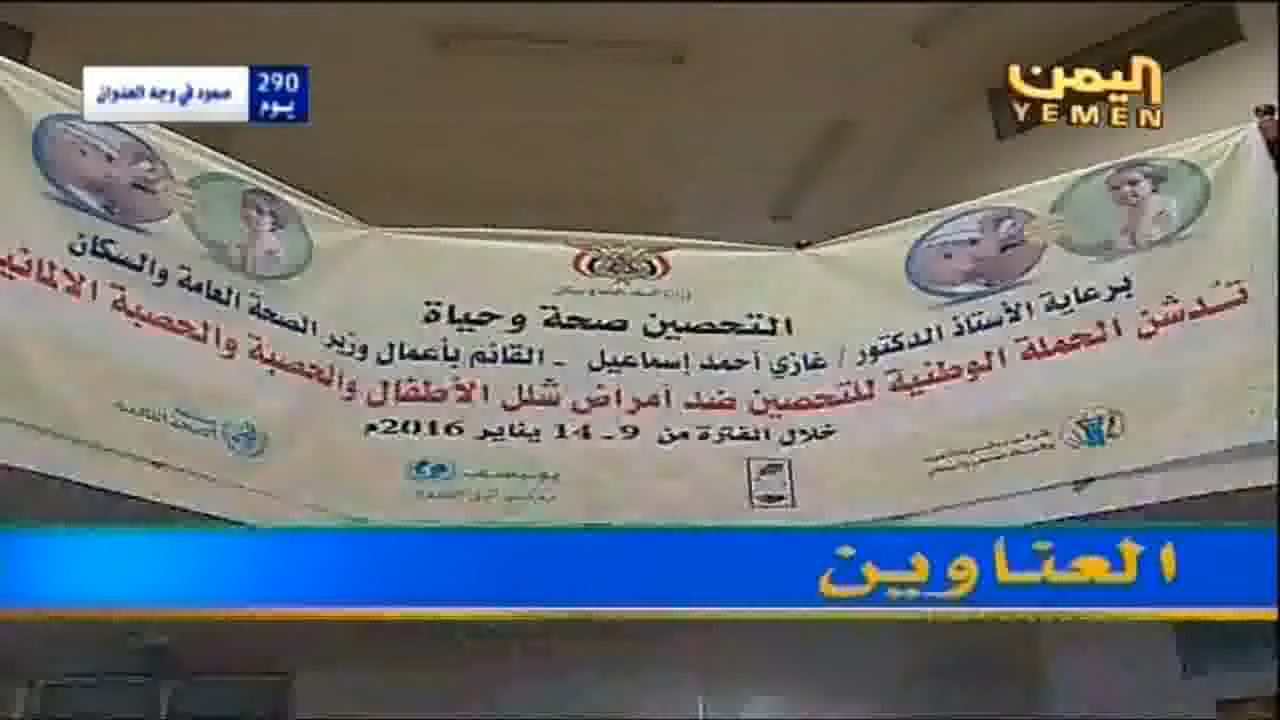 290
يوم
صمود في وجه العدوان
اليمن
YEMEN
التحصين صحة وحياة
برعاية الأستاذ الدكتور / غازي أحمد إسماعيل - القائم بأعمال وزير الصحة العامة والسكان
تدشن الحملة الوطنية للتحصين ضد أمراض شلل الأطفال والحصبة والحصبة الالمانية
خلال الفترة من 9 - 14 يناير 2016م
يونيسف
العناوين